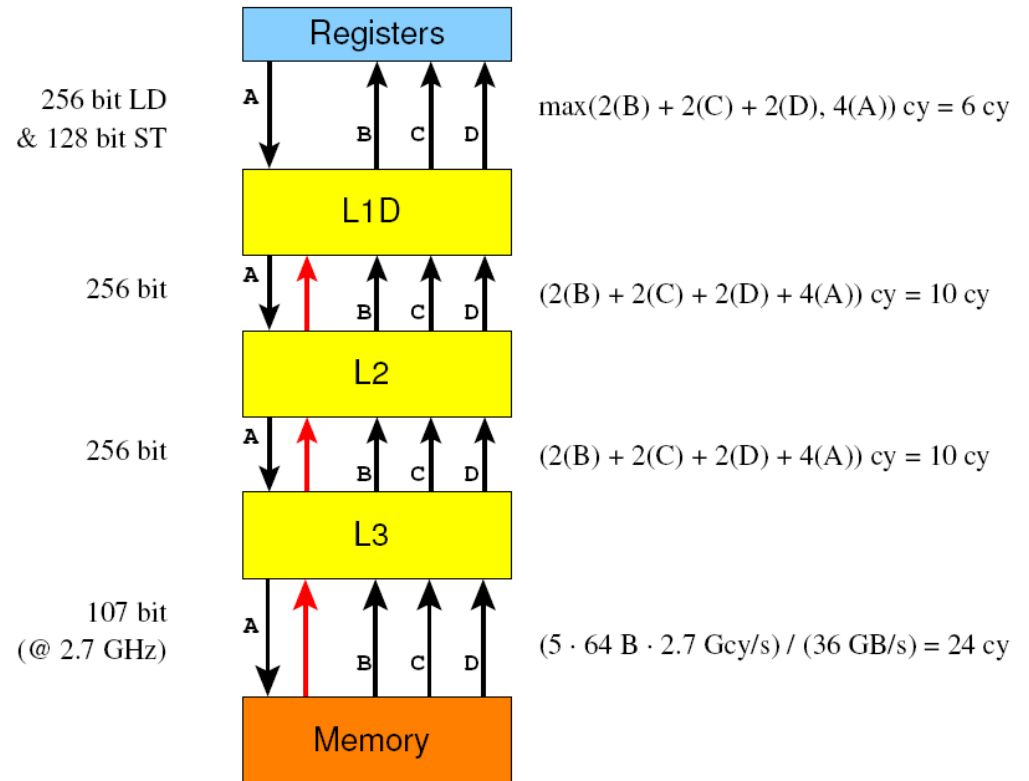 Registers
256 bit LD
& 128 bit ST
A
B
C
D
max(2(B) + 2(C) + 2(D), 4(A)) cy = 6 cy
L1D
256 bit
A
B
C
D
(2(B) + 2(C) + 2(D) + 4(A)) cy = 10 cy
L2
256 bit
A
B
C
D
(2(B) + 2(C) + 2(D) + 4(A)) cy = 10 cy
L3
107 bit
(@ 2.7 GHz)
A
B
C
D
(5 · 64 B · 2.7 Gcy/s) / (36 GB/s) = 24 cy
Memory